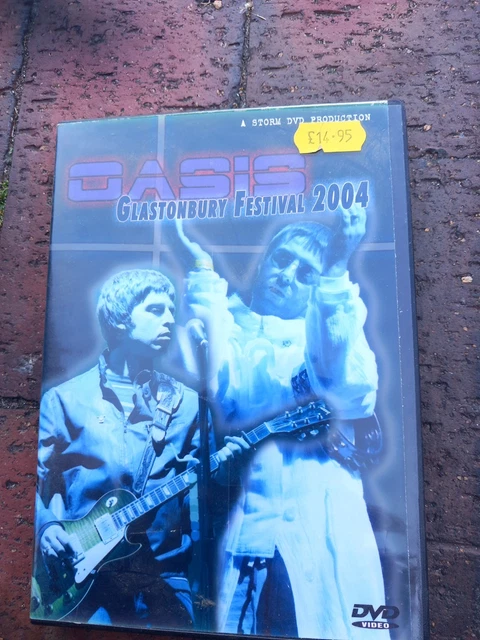 A STORM DVD PRODUCTION
£14.95
OASIS
GLASTONBURY FESTIVAL 2004
DVD
VIDEO